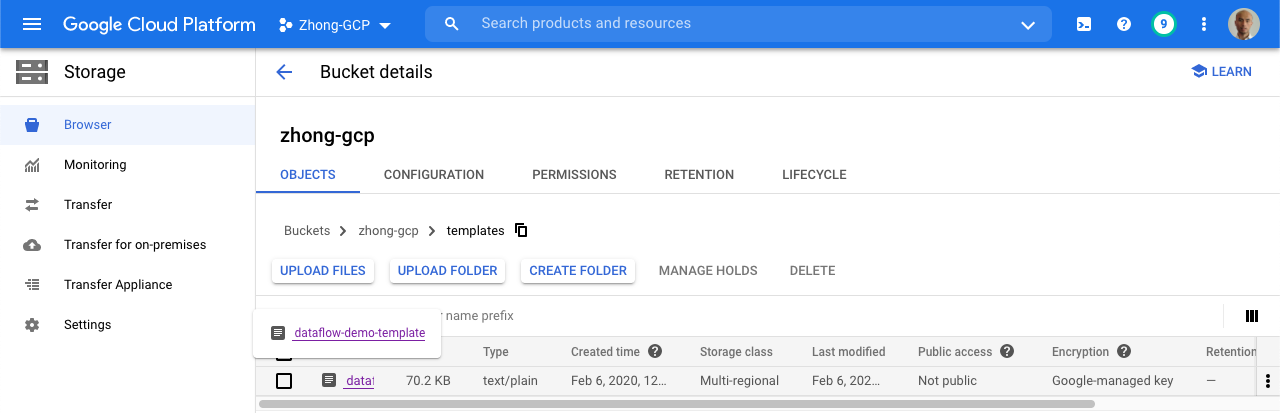 Google Cloud Platform
Zhong-GCP
Search products and resources
9
Storage
Bucket details
LEARN
Browser
Monitoring
Transfer
Transfer for on-premises
Transfer Appliance
Settings
zhong-gcp
OBJECTS CONFIGURATION PERMISSIONS RETENTION LIFECYCLE
Buckets zhong-gcp templates
UPLOAD FILES UPLOAD FOLDER CREATE FOLDER MANAGE HOLDS DELETE
name prefix
dataflow-demo-template
Type Created time Storage class Last modified Public access Encryption Retention
dataf 70.2 KB text/plain Feb 6, 2020, 12... Multi-regional Feb 6, 202... Not public Google-managed key —